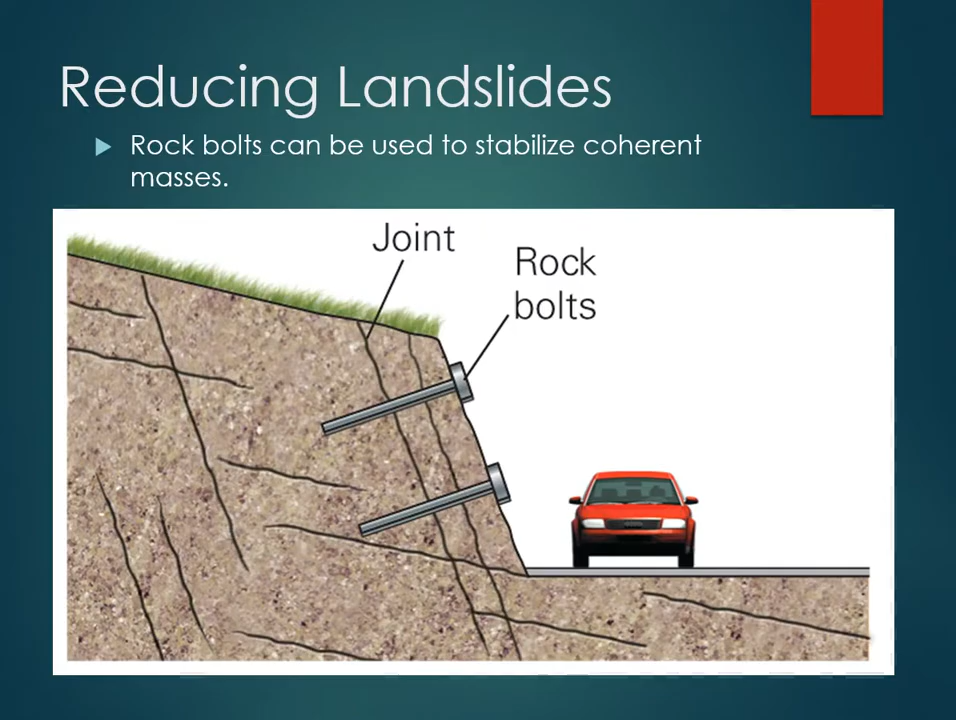 Reducing Landslides
Rock bolts can be used to stabilize coherent
masses.
Joint
Rock
bolts